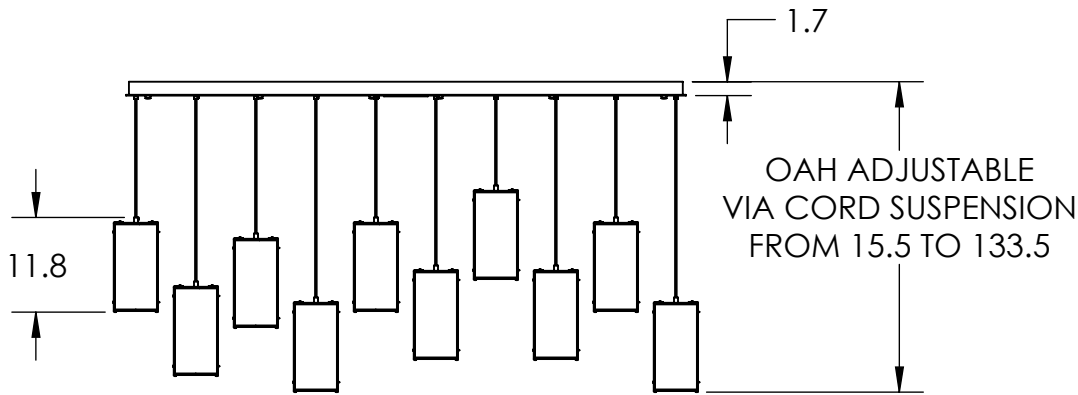 1.7
OAH ADJUSTABLE
VIA CORD SUSPENSION
FROM 15.5 TO 133.5
11.8